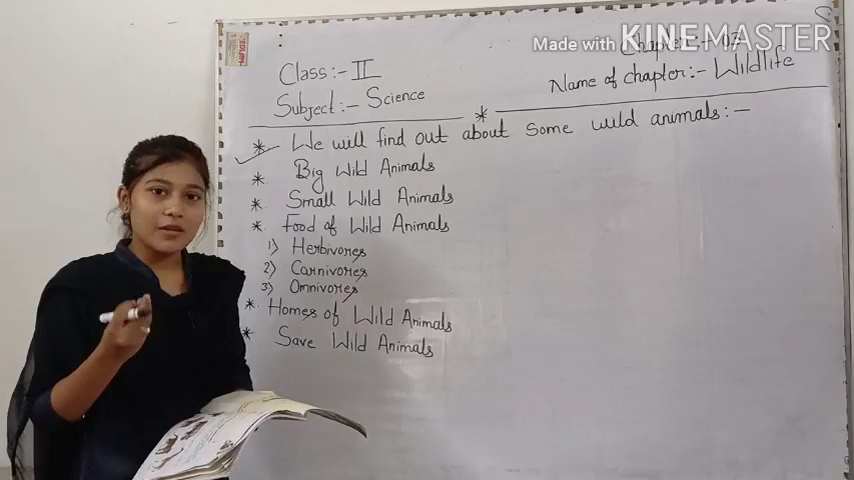 Made with KINEMASTER
Chapter :- 03
Class:- II
Name of chapter:- Wildlife
Subject:- Science
* We will find out about some wild animals:-
* Big Wild Animals
* Small Wild Animals
* Food of Wild Animals
1) Herbivores
2) Carnivores
3) Omnivores
* Homes of Wild Animals
* Save Wild Animals